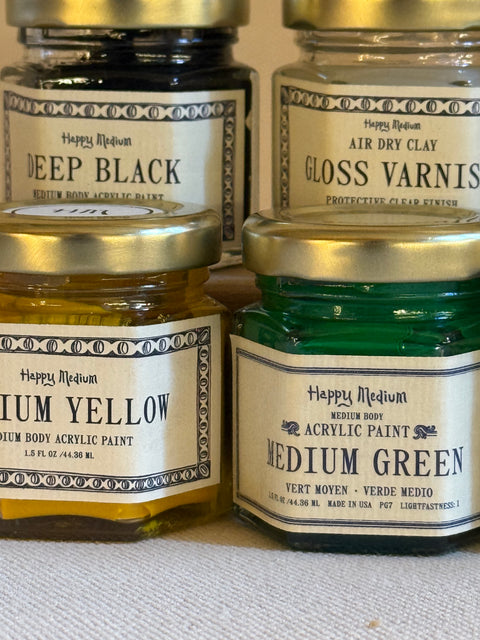 Happy Medium
DEEP BLACK
MEDIUM BODY ACRYLIC PAINT
Happy Medium
AIR DRY CLAY
GLOSS VARNIS
PROTECTIVE CLEAR FINISH
Happy Medium
IUM YELLOW
DIUM BODY ACRYLIC PAINT
1.5 FL OZ /44.36 ML
Happy Medium
MEDIUM BODY
ACRYLIC PAINT
MEDIUM GREEN
VERT MOYEN · VERDE MEDIO
1.5 FL OZ /44.36 ML MADE IN USA PG7 LIGHTFASTNESS: I